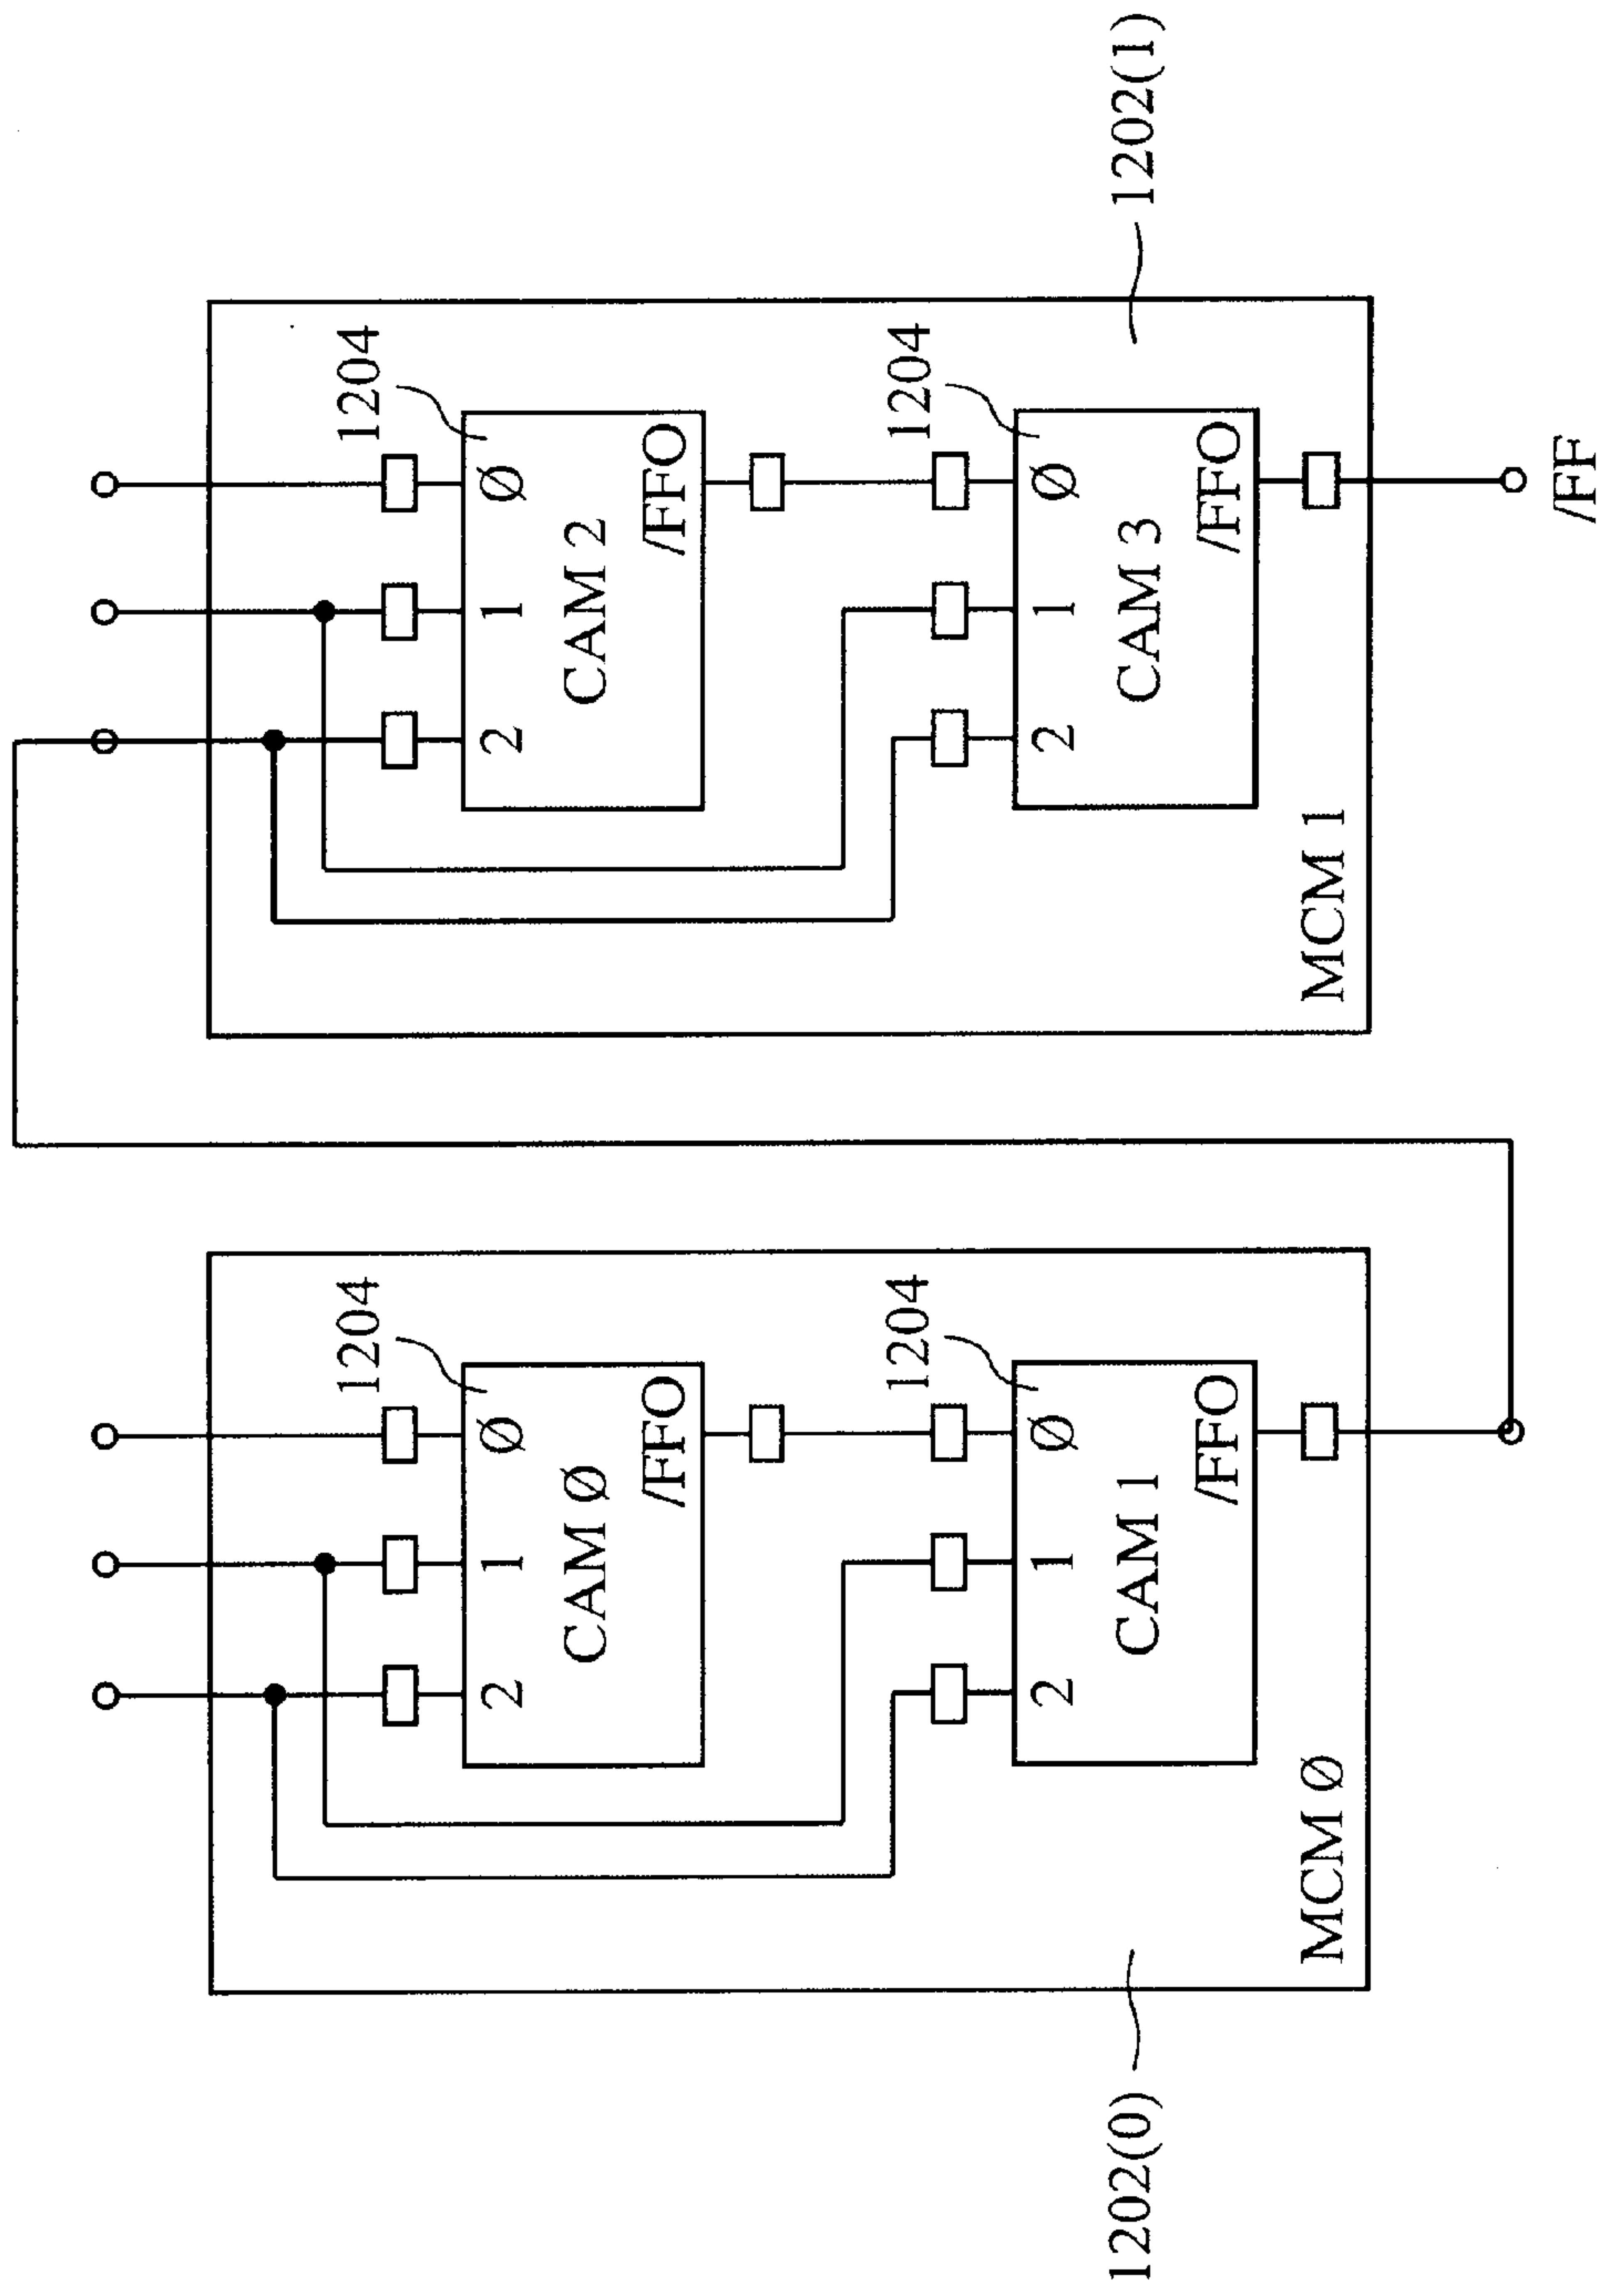 1202(0)
MCM Ø
1204
2
1
Ø
CAM Ø
/FFO
1204
2
1
Ø
CAM 1
/FFO
1202(1)
MCM 1
1204
2
1
Ø
CAM 2
/FFO
1204
2
1
Ø
CAM 3
/FFO
/FF